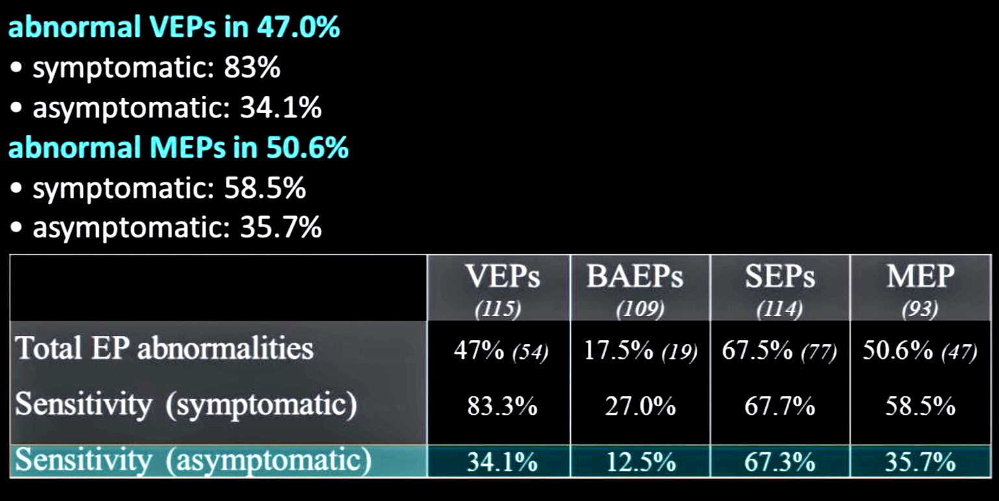 abnormal VEPs in 47.0%
• symptomatic: 83%
• asymptomatic: 34.1%
abnormal MEPs in 50.6%
• symptomatic: 58.5%
• asymptomatic: 35.7%
VEPs BAEPs SEPs MEP
(115) (109) (114) (93)
Total EP abnormalities 47% (54) 17.5% (19) 67.5% (77) 50.6% (47)
Sensitivity (symptomatic) 83.3% 27.0% 67.7% 58.5%
Sensitivity (asymptomatic) 34.1% 12.5% 67.3% 35.7%